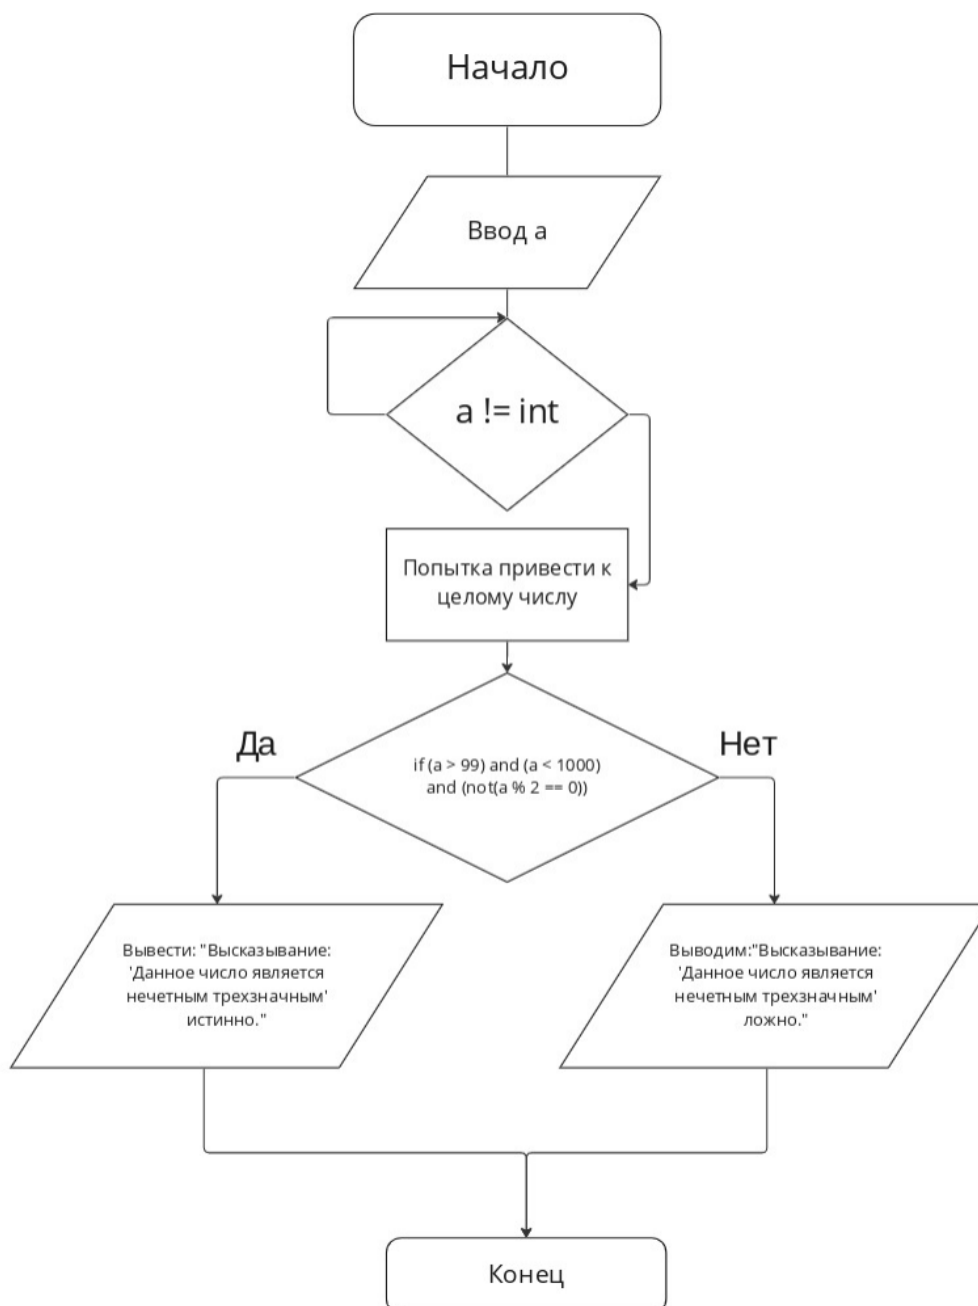 Начало
Ввод a
a != int
Попытка привести к
целому числу
Да
Нет
if (a > 99) and (a < 1000)
and (not(a % 2 == 0))
Вывести: "Высказывание:
'Данное число является
нечетным трехзначным'
истинно."
Выводим:"Высказывание:
'Данное число является
нечетным трехзначным'
ложно."
Конец